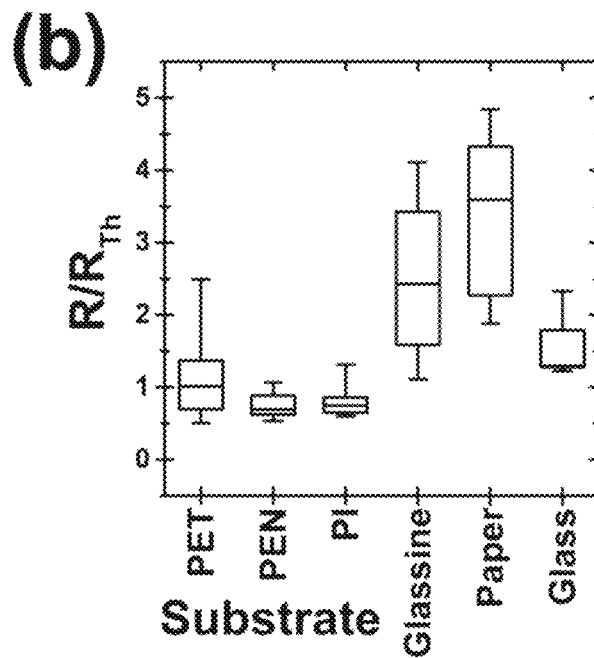 (b)
5
4
3
2
1
0
R/R_Th
PET
PEN
PI
Glassine
Paper
Glass
Substrate